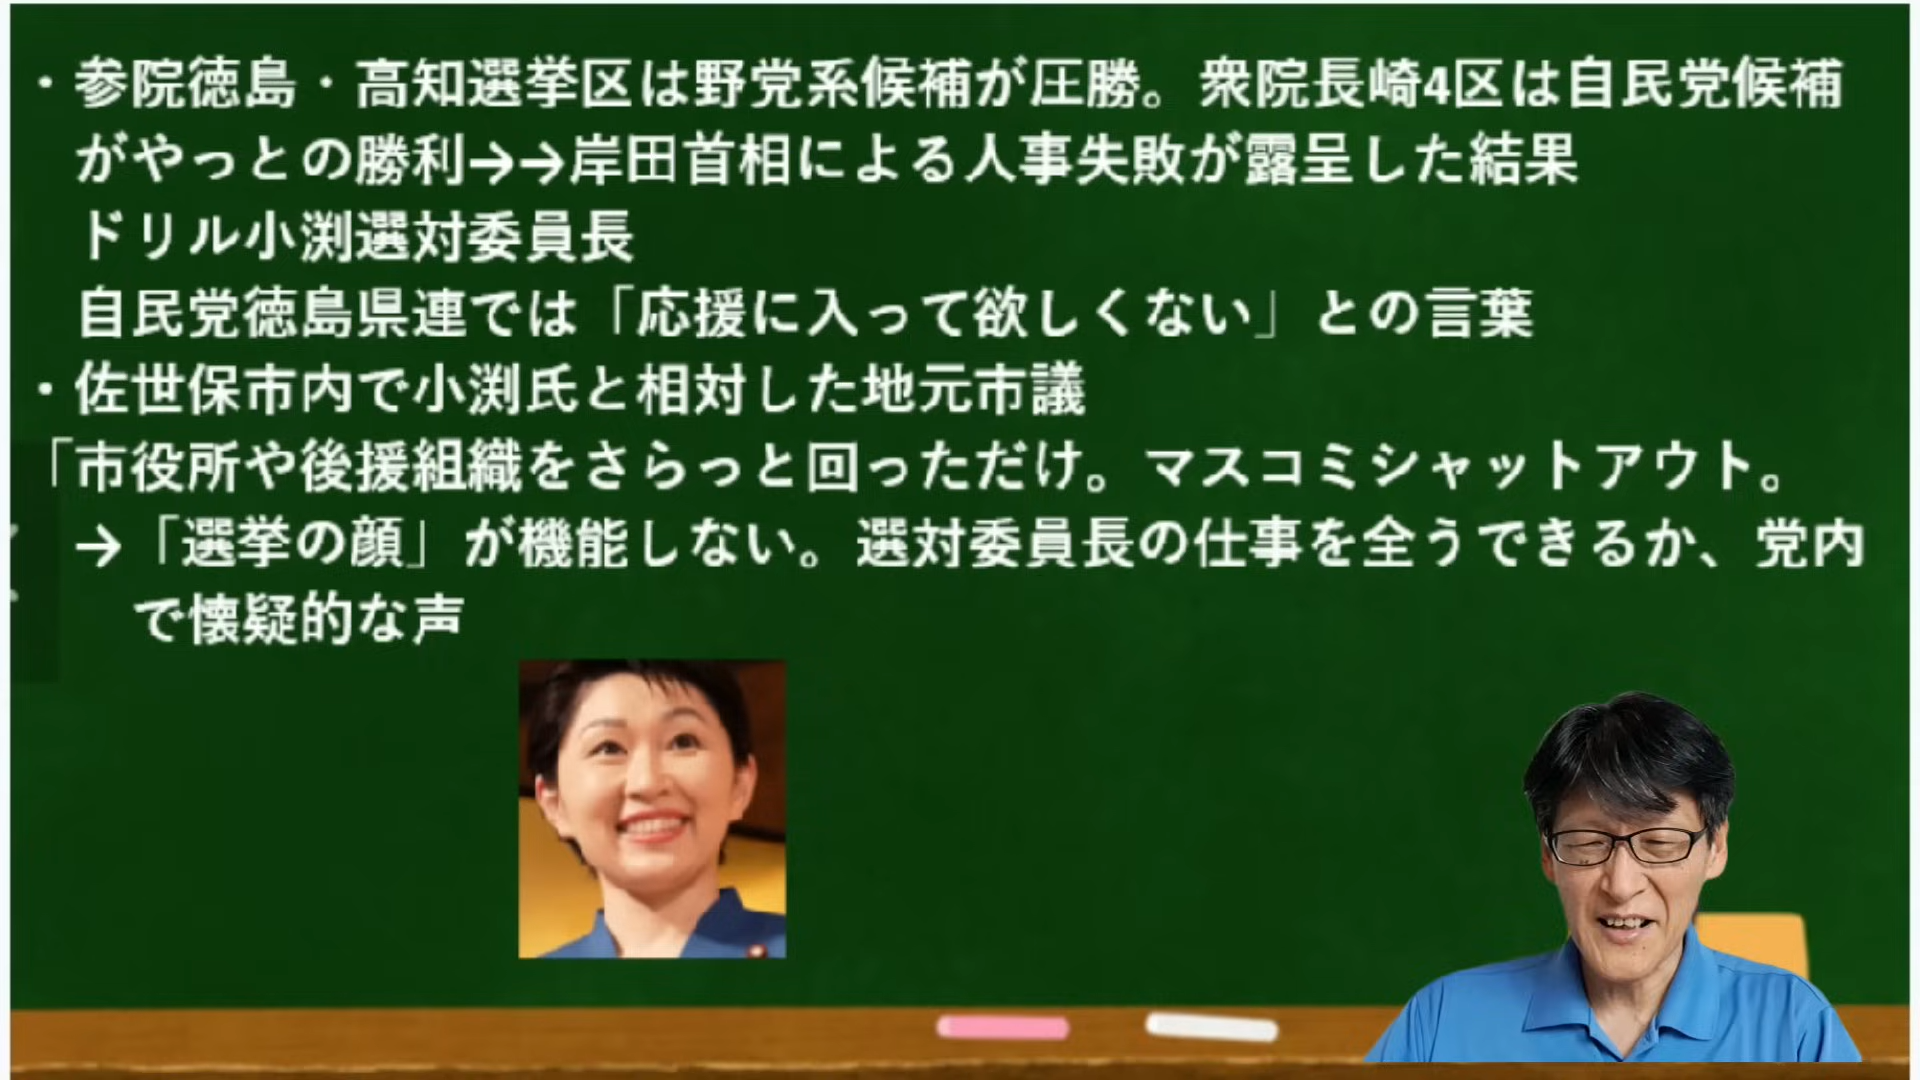 ・参院徳島・高知選挙区は野党系候補が圧勝。衆院長崎4区は自民党候補
がやっとの勝利→→岸田首相による人事失敗が露呈した結果
ドリル小渕選対委員長
自民党徳島県連では「応援に入って欲しくない」との言葉
・佐世保市内で小渕氏と相対した地元市議
「市役所や後援組織をさらっと回っただけ。マスコミシャットアウト。
→「選挙の顔」が機能しない。選対委員長の仕事を全うできるか、党内
で懐疑的な声